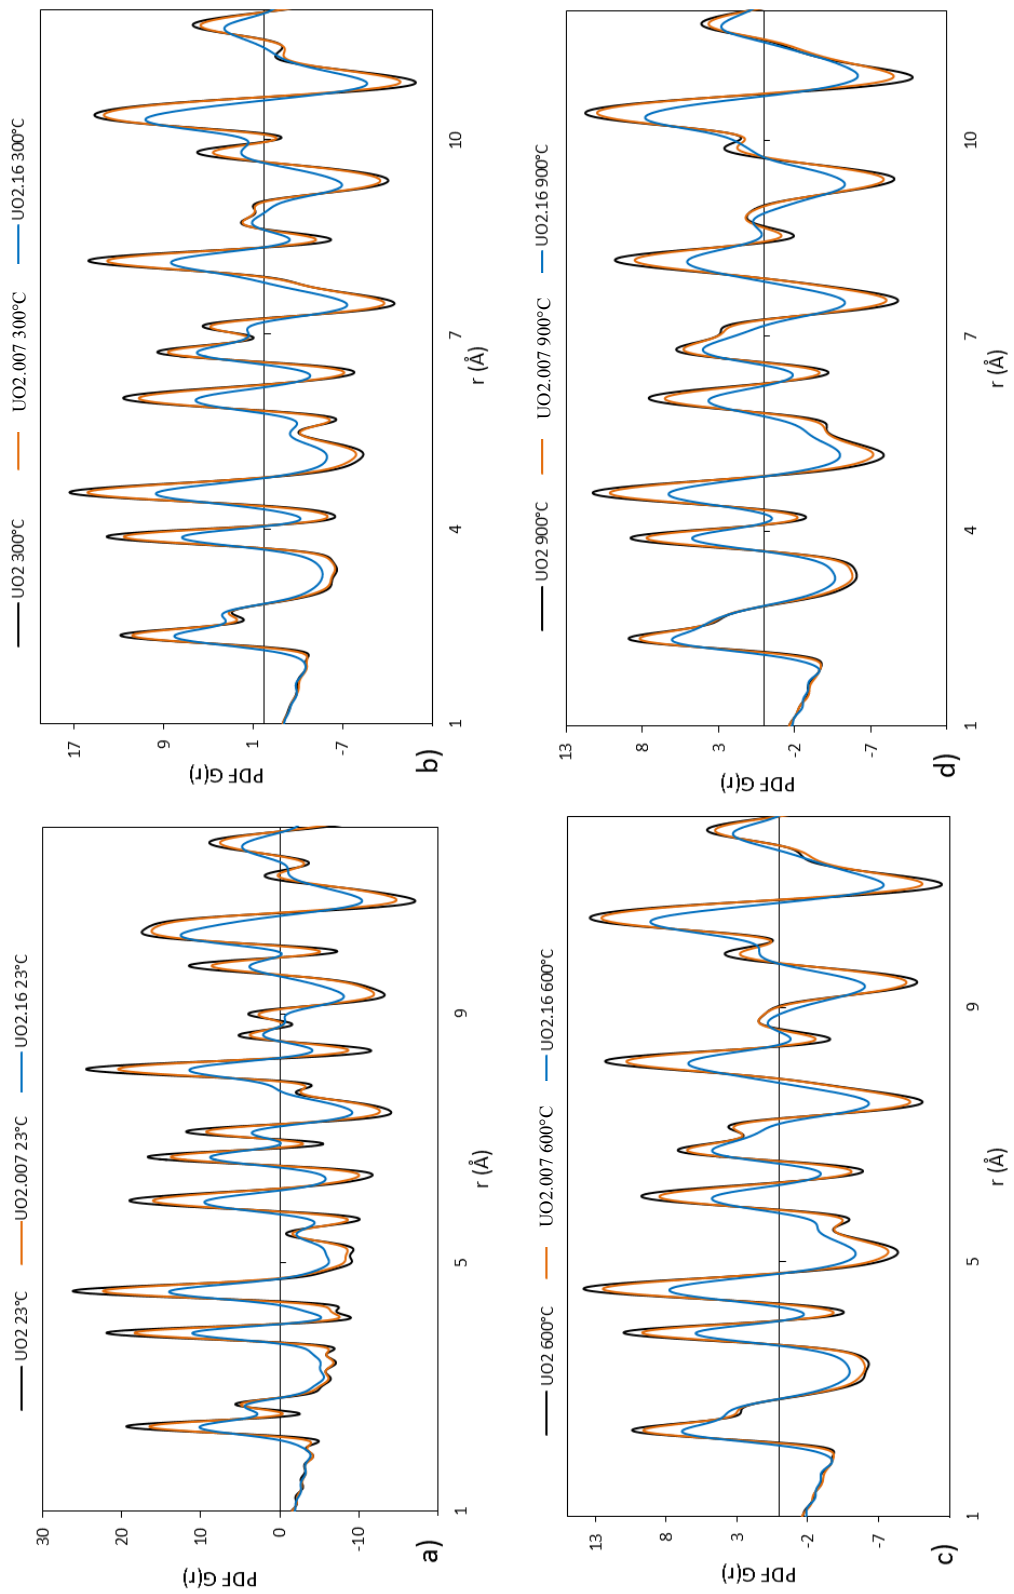 UO2 23°C UO2.007 23°C UO2.16 23°C
30
20
10
0
-10
PDF G(r)
1
5
9
r (Å)
a)
UO2 300°C UO2.007 300°C UO2.16 300°C
17
9
1
-7
PDF G(r)
1
4
7
10
r (Å)
b)
UO2 600°C UO2.007 600°C UO2.16 600°C
13
8
3
-2
-7
PDF G(r)
1
5
9
r (Å)
c)
UO2 900°C UO2.007 900°C UO2.16 900°C
13
8
3
-2
-7
PDF G(r)
1
4
7
10
r (Å)
d)